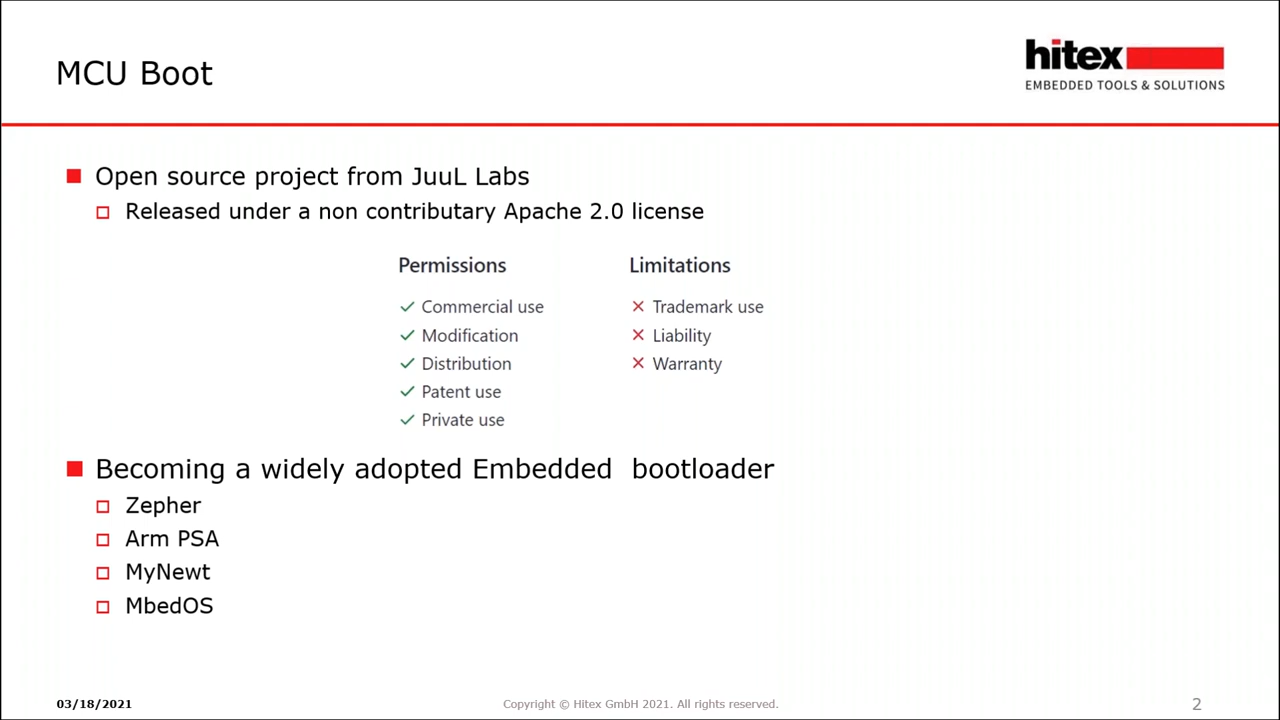 MCU Boot
hitex
EMBEDDED TOOLS & SOLUTIONS
Open source project from JuuL Labs
Released under a non contributary Apache 2.0 license
Permissions
Commercial use
Modification
Distribution
Patent use
Private use
Limitations
Trademark use
Liability
Warranty
Becoming a widely adopted Embedded  bootloader
Zepher
Arm PSA
MyNewt
MbedOS
03/18/2021
Copyright © Hitex GmbH 2021. All rights reserved.
2